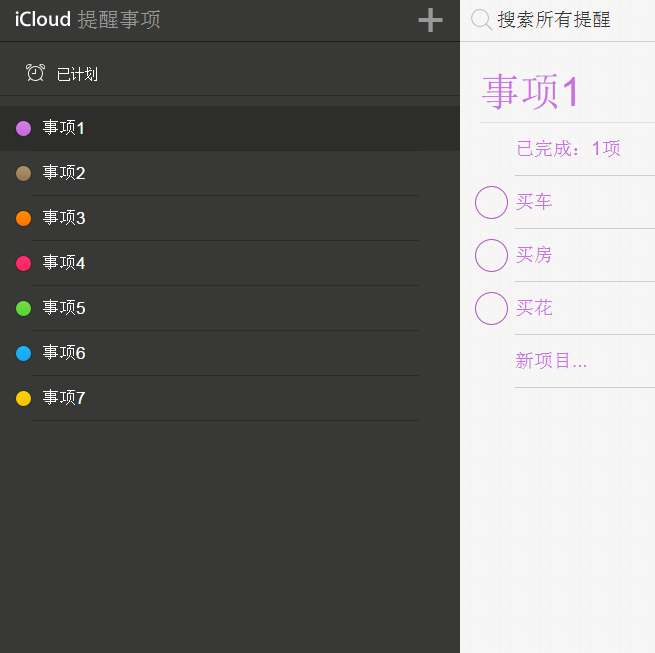 iCloud 提醒事项
已计划
事项1
事项2
事项3
事项4
事项5
事项6
事项7
搜索所有提醒
事项1
已完成：1项
买车
买房
买花
新项目...